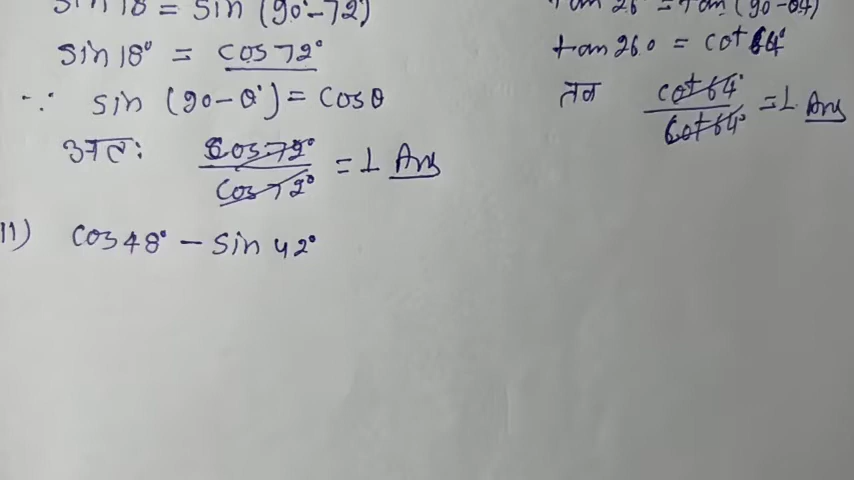 sin 18 = sin (90°-72)
sin 18° = cos 72°
∵ sin (90-θ°) = cosθ
अतः cos 72° / cos 72° = 1 Ans
11) cos 48° - sin 42°
tan 26° = tan (90-64)
tan 260 = cot 64°
तब cot 64° / cot 64° = 1 Ans